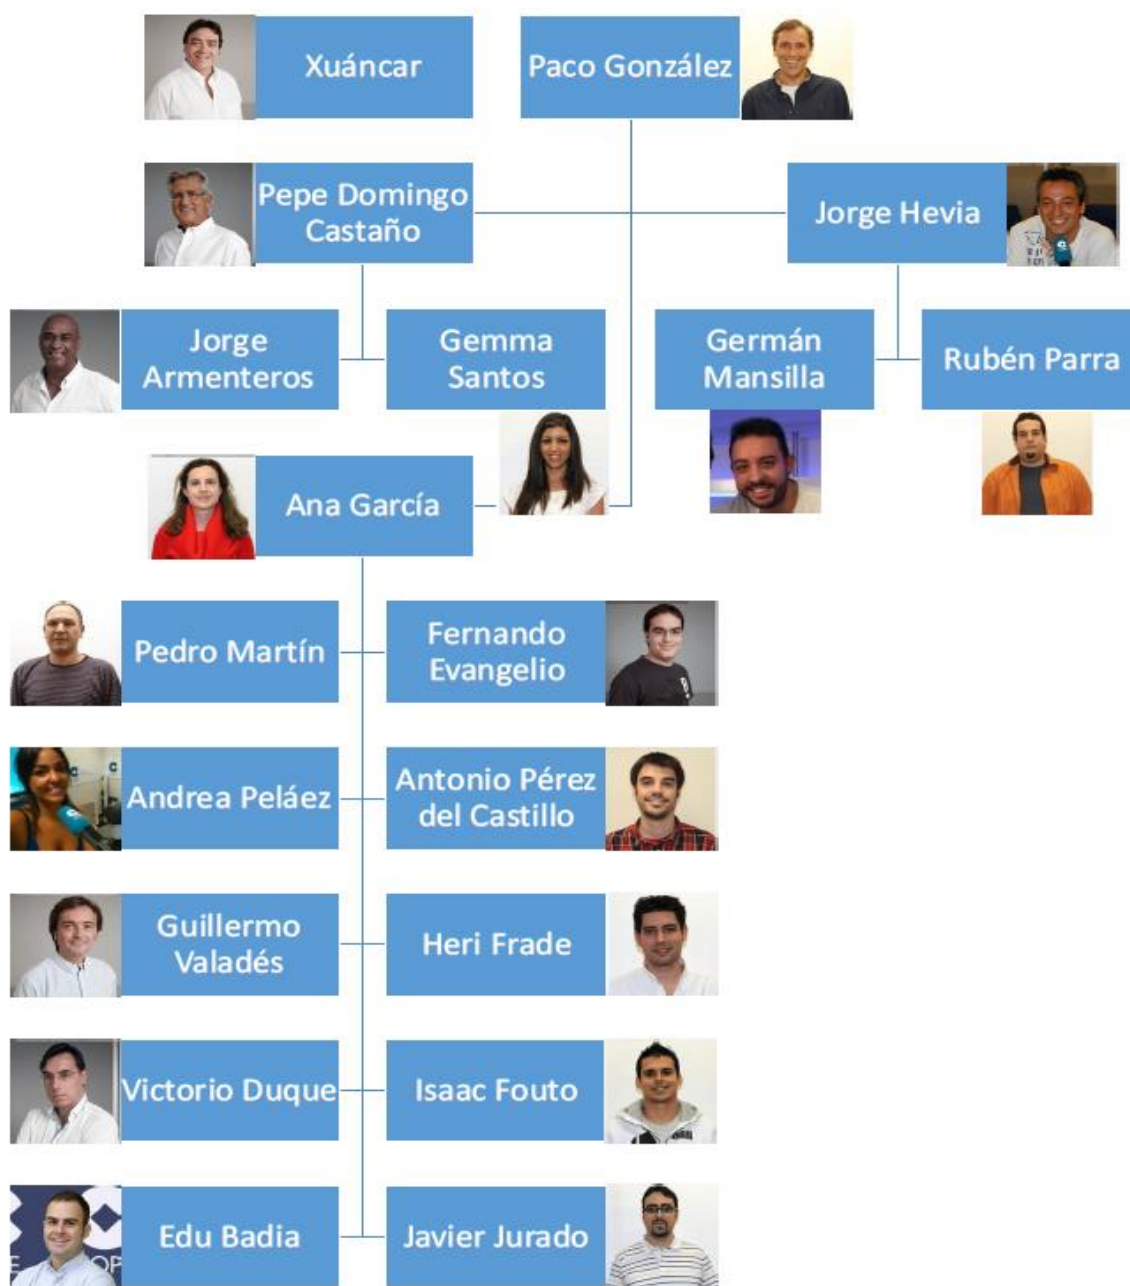 Xuáncar
Paco González
Pepe Domingo
Castaño
Jorge Hevia
Jorge
Armenteros
Gemma
Santos
Germán
Mansilla
Rubén Parra
Ana García
Pedro Martín
Fernando
Evangelio
Andrea Peláez
Antonio Pérez
del Castillo
Guillermo
Valadés
Heri Frade
Victorio Duque
Isaac Fouto
Edu Badia
Javier Jurado